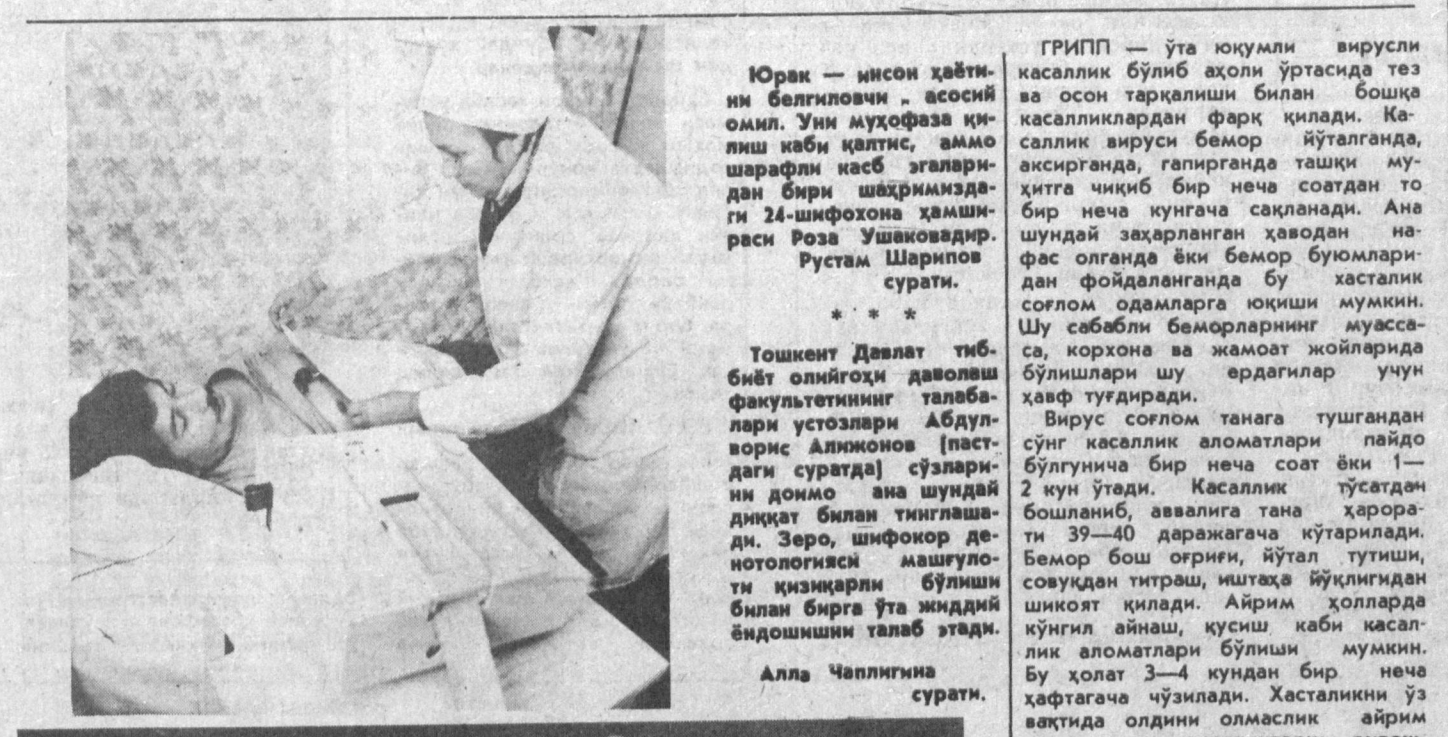 Юрак — инсон ҳаёти-
ни белгиловчи асосий
омил. Уни муҳофаза қи-
лиш каби қалтис, аммо
шарафли касб эгалари-
дан бири шаҳримизда-
ги 24-шифохона ҳамши-
раси Роза Ушаковадир.
Рустам Шарипов
сурати.
* * *
Тошкент Давлат тиб-
биёт олийгоҳи даволаш
факультетининг талаба-
лари устозлари Абдул-
ворис Алижонов (паст-
даги суратда) сўзлари-
ни доимо ана шундай
диққат билан тинглаша-
ди. Зеро, шифокор де-
нотологияси машғуло-
ти қизиқарли бўлиши
билан бирга ўта жиддий
ёндошишни талаб этади.
Алла Чаплигина
сурати.
ГРИПП — ўта юқумли вирусли
касаллик бўлиб аҳоли ўртасида тез
ва осон тарқалиши билан бошқа
касалликлардан фарқ қилади. Ка-
саллик вируси бемор йўталганда,
аксирганда, гапирганда ташқи му-
ҳитга чиқиб бир неча соатдан то
бир неча кунгача сақланади. Ана
шундай заҳарланган ҳаводан на-
фас олганда ёки бемор буюмлари-
дан фойдаланганда бу хасталик
соғлом одамларга юқиши мумкин.
Шу сабабли беморларнинг муасса-
са, корхона ва жамоат жойларида
бўлишлари шу ердагилар учун
ҳавф туғдиради.
Вирус соғлом танага тушгандан
сўнг касаллик аломатлари пайдо
бўлгунича бир неча соат ёки 1—
2 кун ўтади. Касаллик тўсатдан
бошланиб, аввалига тана ҳарора-
ти 39—40 даражагача кўтарилади.
Бемор бош оғриғи, йўтал тутиши,
совуқдан титраш, иштаҳа йўқлигидан
шикоят қилади. Айрим ҳолларда
кўнгил айнаш, қусиш каби касал-
лик аломатлари бўлиши мумкин.
Бу ҳолат 3—4 кундан бир неча
ҳафтагача чўзилади. Хасталикни ўз
вақтида олдини олмаслик айрим